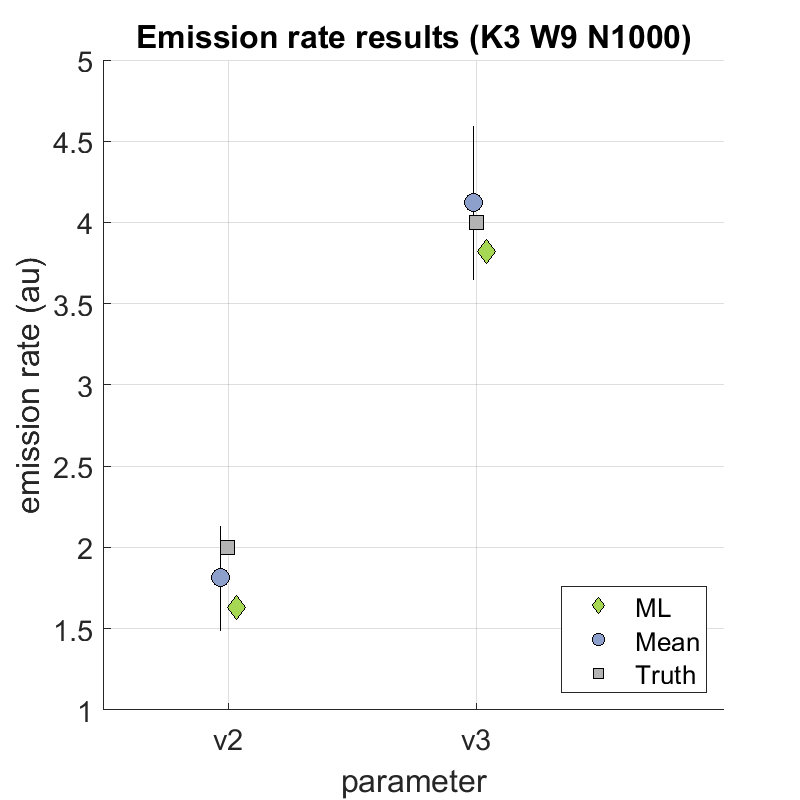 Emission rate results (K3 W9 N1000)
5
4.5
4
3.5
3
2.5
2
1.5
1
emission rate (au)
v2 v3
parameter
ML
Mean
Truth